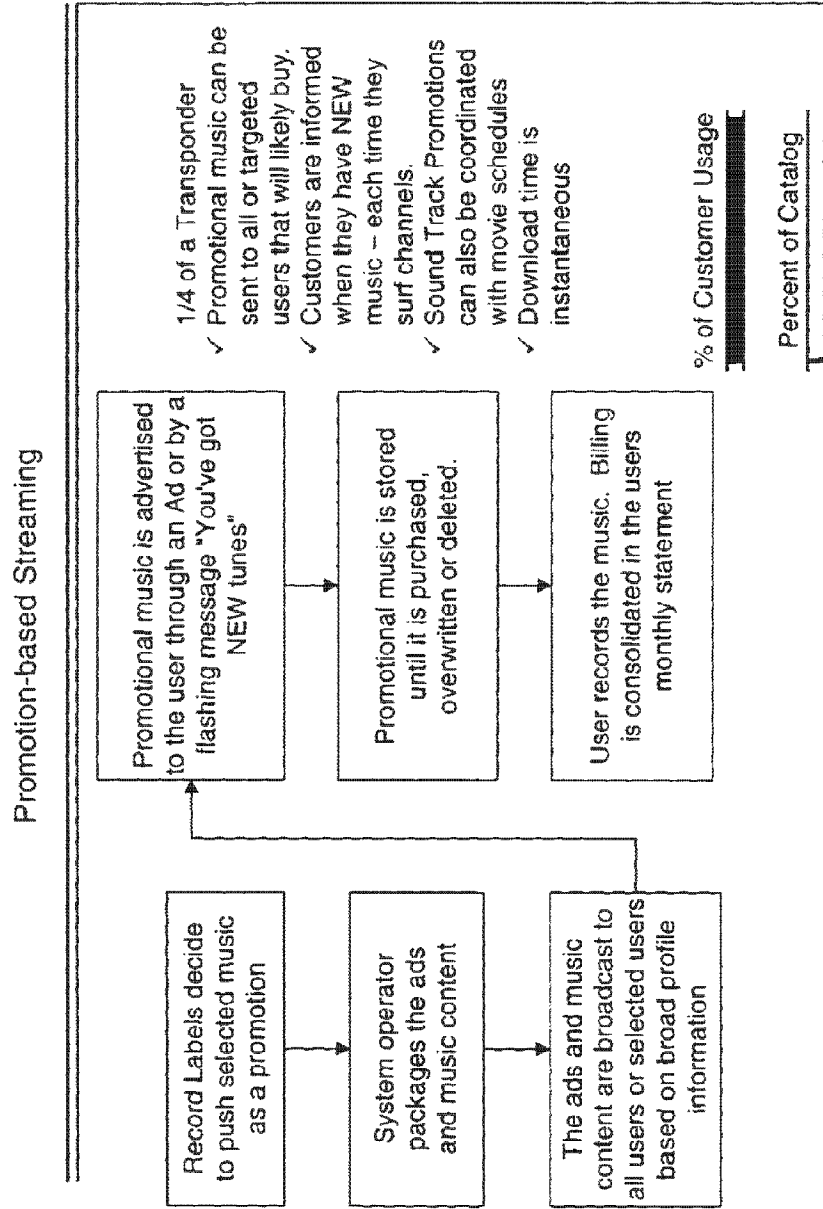 Promotion-based Streaming
Record Labels decide
to push selected music
as a promotion
System operator
packages the ads
and music content
The ads and music
content are broadcast to
all users or selected users
based on broad profile
information
Promotional music is advertised
to the user through an Ad or by a
flashing message "You've got
NEW tunes"
Promotional music is stored
until it is purchased,
overwritten or deleted.
User records the music. Billing
is consolidated in the users
monthly statement
1/4 of a Transponder
✓ Promotional music can be
sent to all or targeted
users that will likely buy.
✓ Customers are informed
when they have NEW
music – each time they
surf channels.
✓ Sound Track Promotions
can also be coordinated
with movie schedules
✓ Download time is
instantaneous
% of Customer Usage
Percent of Catalog